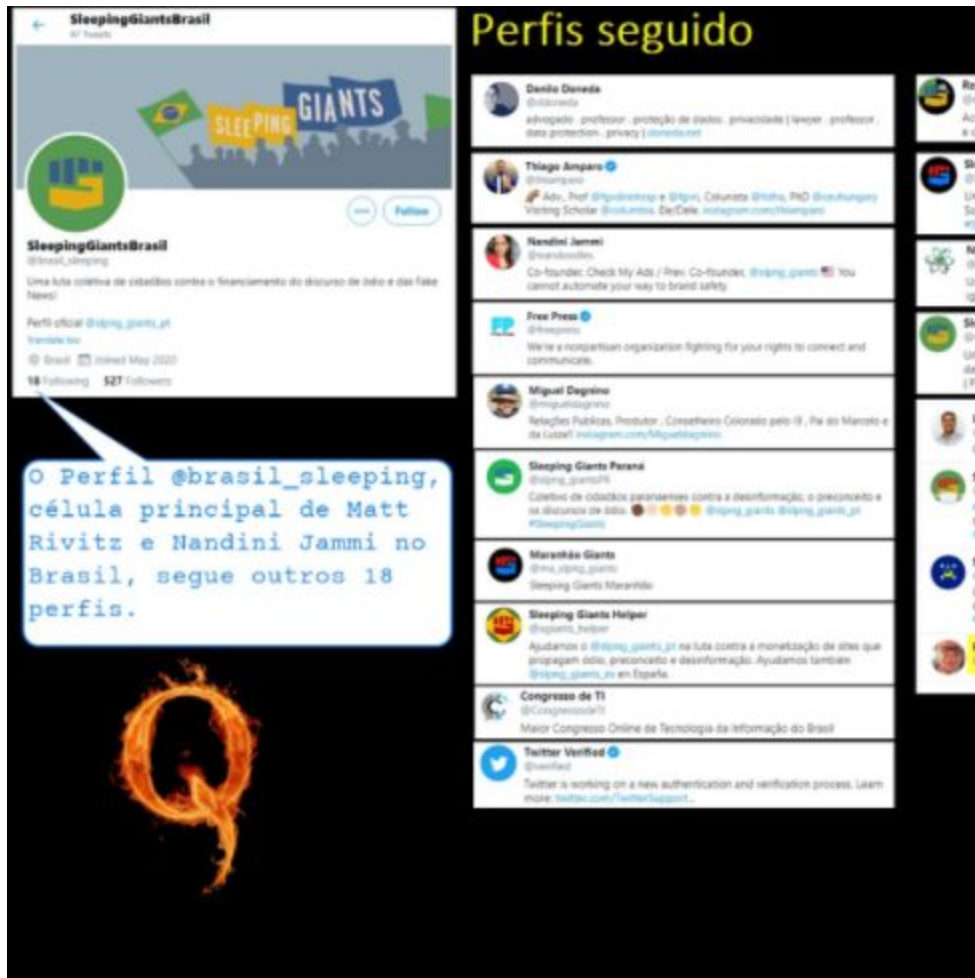 SleepingGiantsBrasil
97 Tweets
SLEEPING GIANTS
Follow
SleepingGiantsBrasil
@brasil_sleeping
Uma luta coletiva de cidadãos contra o financiamento do discurso de ódio e das Fake
News!
Perfil oficial @slpng_giants_pt
Translate bio
Brasil Joined May 2020
18 Following 527 Followers
O Perfil @brasil_sleeping,
célula principal de Matt
Rivitz e Nandini Jammi no
Brasil, segue outros 18
perfis.
Q
Perfis seguido
Danilo Doneda
@doneda
advogado . professor . proteção de dados . privacidade | lawyer . professor .
data protection . privacy | doneda.net
Thiago Amparo
@thiamparo
Adv., Prof @fgvdireitosp e @fgvri, Colunista @folha, PhD @ceuhungary
Visiting Scholar @columbia. Ele/Dele. instagram.com/thiamparo
Nandini Jammi
@nandoodles
Co-founder, Check My Ads / Prev. Co-founder, @slpng_giants You
cannot automate your way to brand safety.
Free Press
@freepress
We're a nonpartisan organization fighting for your rights to connect and
communicate.
Miguel Dagnino
@migueldagnino
Relações Publicas, Produtor , Conselheiro Colorado pelo , Pai do Marcelo e
da instagram.com/Migueldagnino
Sleeping Giants Paraná
@slpng_giantsPR
Coletivo de cidadãos paranaenses contra a desinformação, o preconceito e
os discursos de ódio. @slpng_giants @slpng_giants_pt
#SleepingGiants
Maranhão Giants
@ma_slpng_giants
Sleeping Giants Maranhão
Sleeping Giants Helper
@sgiants_helper
Ajudamos o @slpng_giants_pt na luta contra a monetização de sites que
propagam ódio, preconceito e desinformação. Ayudamos también
@slpng_giants_es en España.
Congresso de TI
@CongressodeTI
Maior Congresso Online de Tecnologia da Informação do Brasil
Twitter Verified
@verified
Twitter is working on a new authentication and verification process. Learn
more: twitter.com/TwitterSupport...